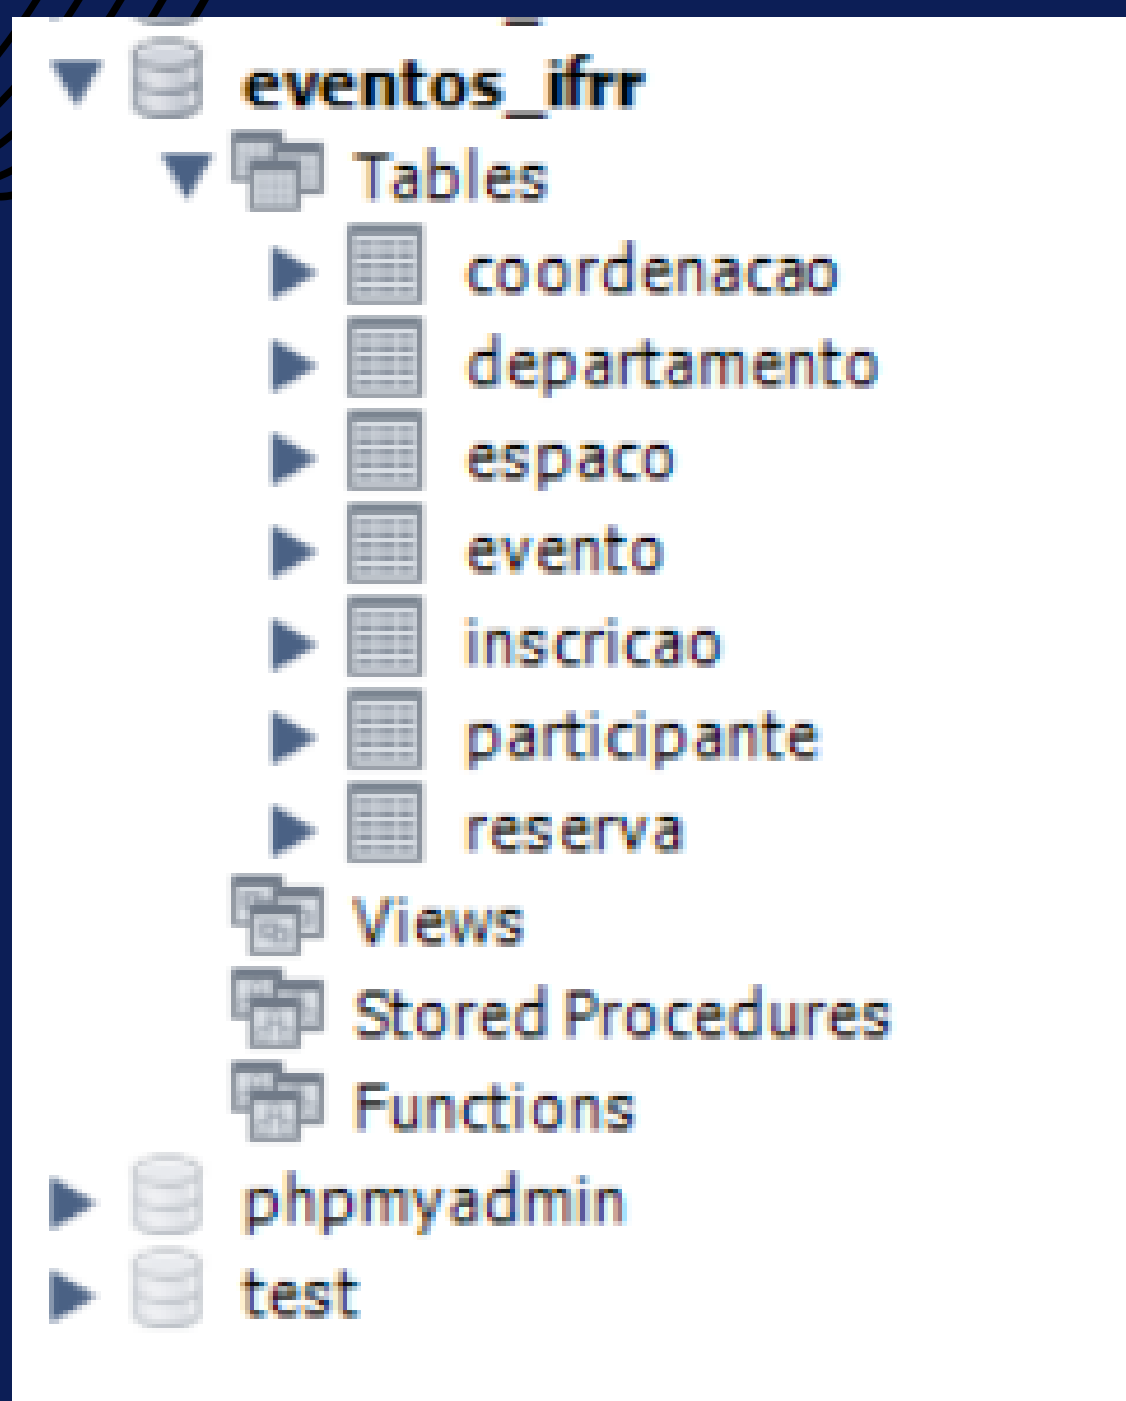 eventos_ifrr
Tables
coordenacao
departamento
espaco
evento
inscricao
participante
reserva
Views
Stored Procedures
Functions
phpmyadmin
test